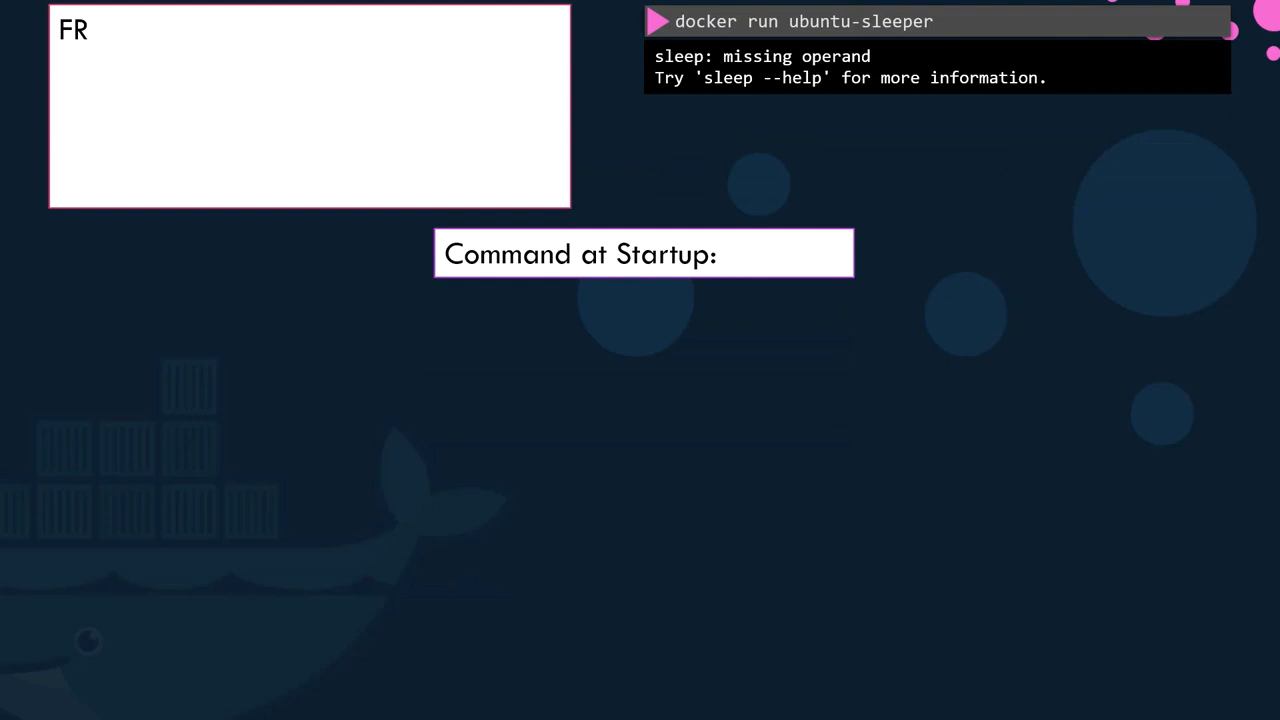 FR
docker run ubuntu-sleeper
sleep: missing operand
Try 'sleep --help' for more information.
Command at Startup: